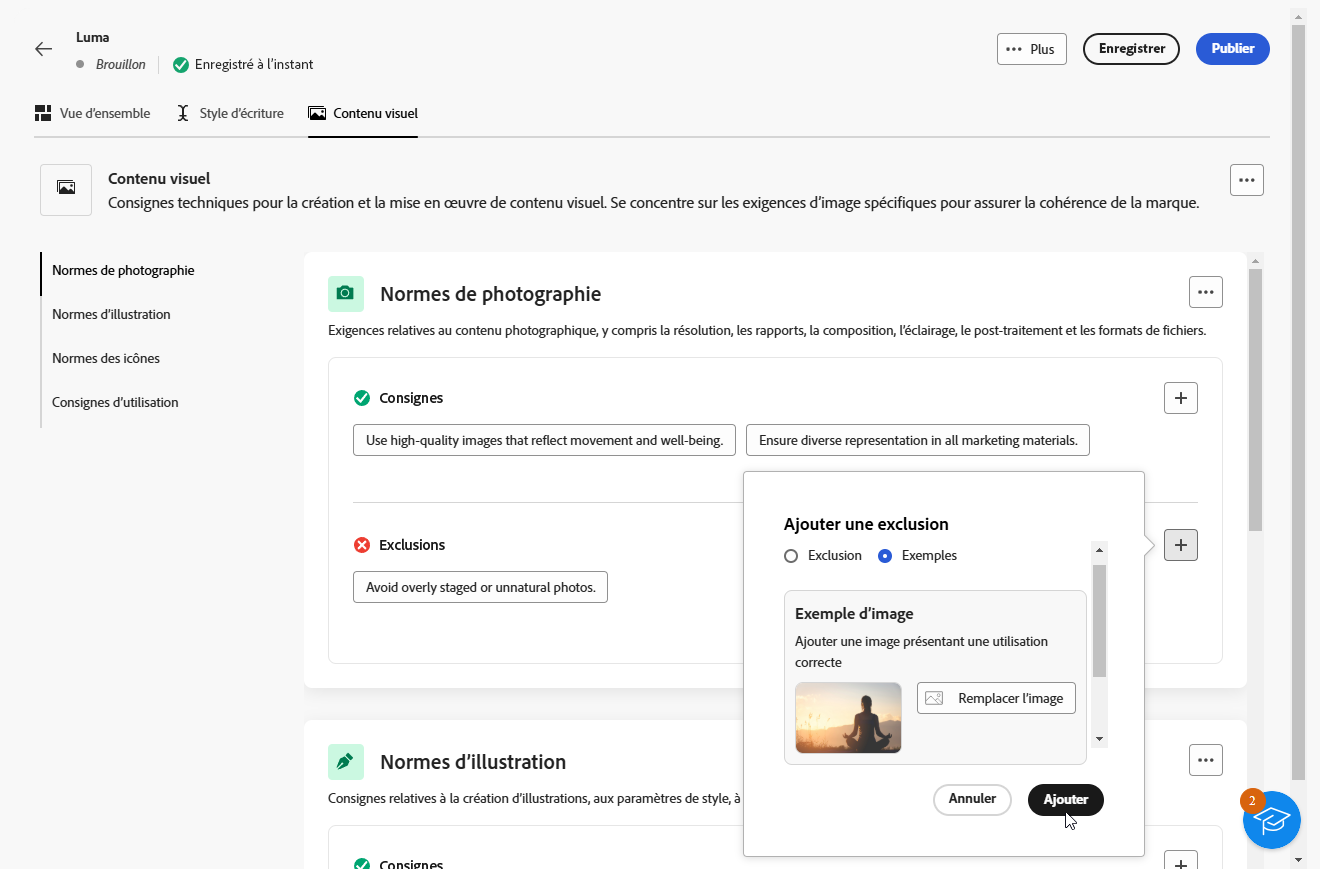 Luma
Brouillon
Enregistré à l’instant
Plus
Enregistrer
Publier
Vue d’ensemble
Style d’écriture
Contenu visuel
Contenu visuel
Consignes techniques pour la création et la mise en œuvre de contenu visuel. Se concentre sur les exigences d’image spécifiques pour assurer la cohérence de la marque.
Normes de photographie
Normes d’illustration
Normes des icônes
Consignes d’utilisation
Normes de photographie
Exigences relatives au contenu photographique, y compris la résolution, les rapports, la composition, l’éclairage, le post-traitement et les formats de fichiers.
Consignes
Use high-quality images that reflect movement and well-being.
Ensure diverse representation in all marketing materials.
Exclusions
Avoid overly staged or unnatural photos.
Ajouter une exclusion
Exclusion
Exemples
Exemple d’image
Ajouter une image présentant une utilisation
correcte
Remplacer l’image
Annuler
Ajouter
Normes d’illustration
Consignes relatives à la création d’illustrations, aux paramètres de style, à
Consignes
2